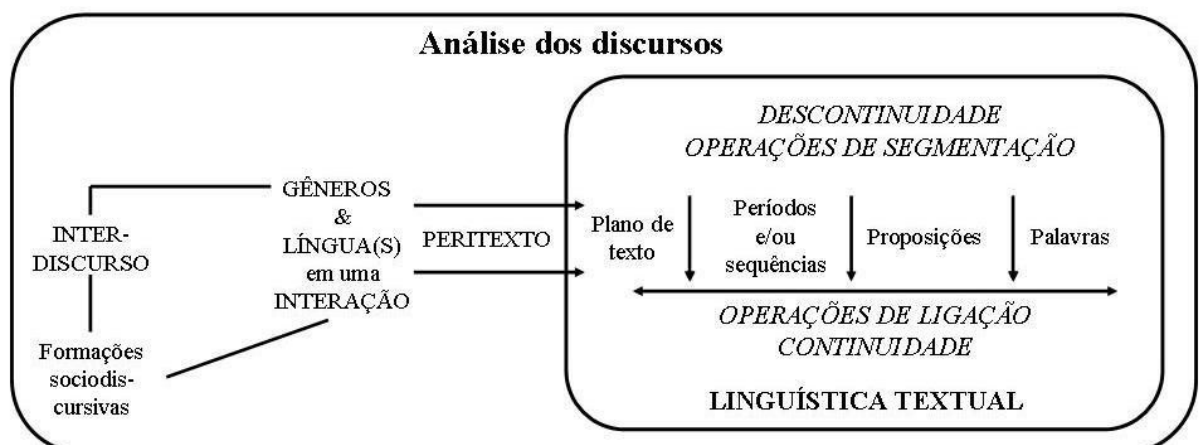 Análise dos discursos
INTER-
DISCURSO
Formações
sociodis-
cursivas
GÊNEROS
&
LÍNGUA(S)
em uma
INTERAÇÃO
PERITEXTO
DESCONTINUIDADE
OPERAÇÕES DE SEGMENTAÇÃO
Plano de
texto
Períodos
e/ou
sequências
Proposições
Palavras
OPERAÇÕES DE LIGAÇÃO
CONTINUIDADE
LINGUÍSTICA TEXTUAL